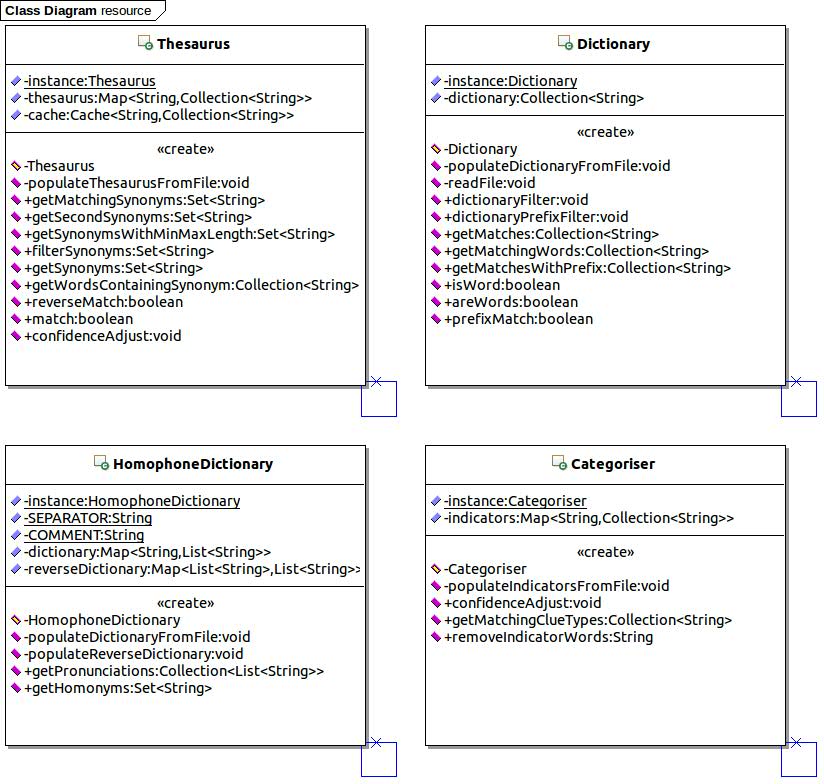 Class Diagram resource
Thesaurus
-instance:Thesaurus
-thesaurus:Map<String,Collection<String>>
-cache:Cache<String,Collection<String>>
«create»
-Thesaurus
-populateThesaurusFromFile:void
+getMatchingSynonyms:Set<String>
+getSecondSynonyms:Set<String>
+getSynonymsWithMinMaxLength:Set<String>
+filterSynonyms:Set<String>
+getSynonyms:Set<String>
+getWordsContainingSynonym:Collection<String>
+reverseMatch:boolean
+match:boolean
+confidenceAdjust:void
Dictionary
-instance:Dictionary
-dictionary:Collection<String>
«create»
-Dictionary
-populateDictionaryFromFile:void
-readFile:void
+dictionaryFilter:void
+dictionaryPrefixFilter:void
+getMatches:Collection<String>
+getMatchingWords:Collection<String>
+getMatchesWithPrefix:Collection<String>
+isWord:boolean
+areWords:boolean
+prefixMatch:boolean
HomophoneDictionary
-instance:HomophoneDictionary
-SEPARATOR:String
-COMMENT:String
-dictionary:Map<String,List<String>>
-reverseDictionary:Map<List<String>,List<String>>
«create»
-HomophoneDictionary
-populateDictionaryFromFile:void
-populateReverseDictionary:void
+getPronunciations:Collection<List<String>>
+getHomonyms:Set<String>
Categoriser
-instance:Categoriser
-indicators:Map<String,Collection<String>>
«create»
-Categoriser
-populateIndicatorsFromFile:void
+confidenceAdjust:void
+getMatchingClueTypes:Collection<String>
+removeIndicatorWords:String